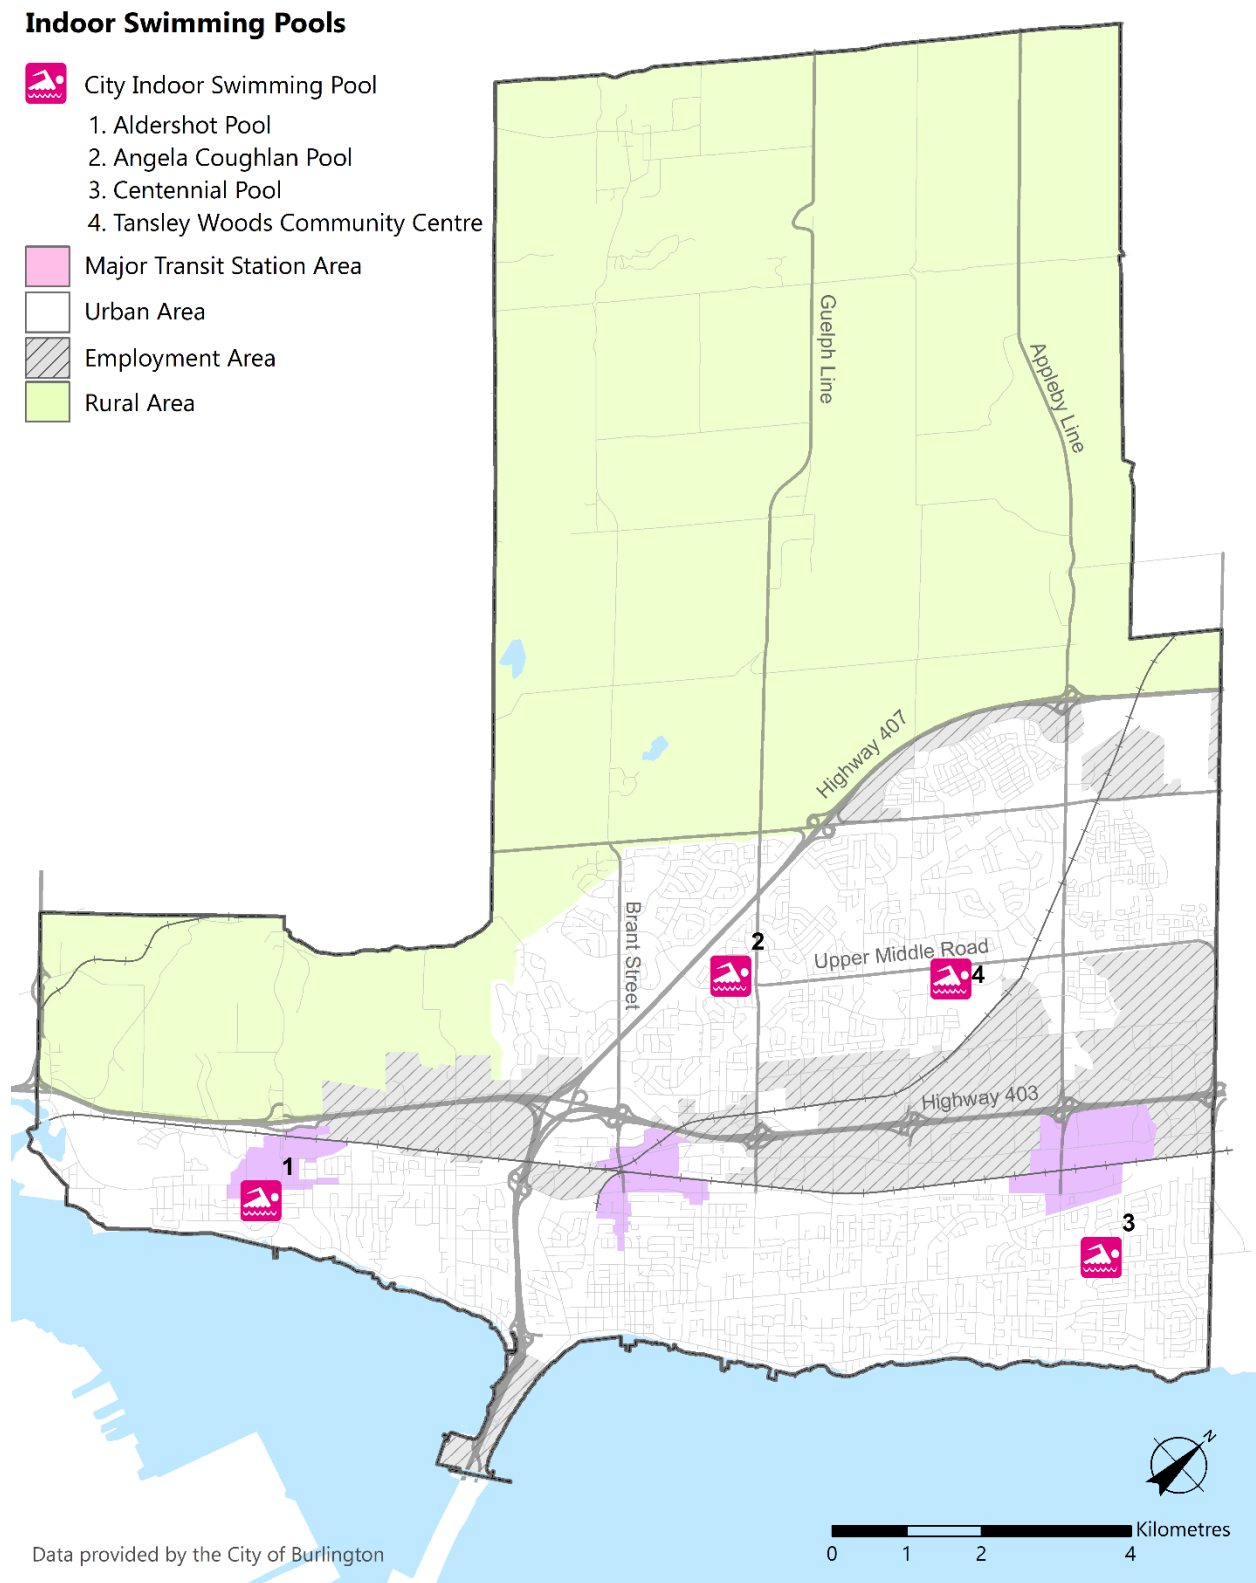 Indoor Swimming Pools
City Indoor Swimming Pool
1. Aldershot Pool
2. Angela Coughlan Pool
3. Centennial Pool
4. Tansley Woods Community Centre
Major Transit Station Area
Urban Area
Employment Area
Rural Area
Guelph Line
Appleby Line
Highway 407
Brant Street
2
Upper Middle Road
4
Highway 403
1
3
N
Kilometres
0 1 2 4
Data provided by the City of Burlington